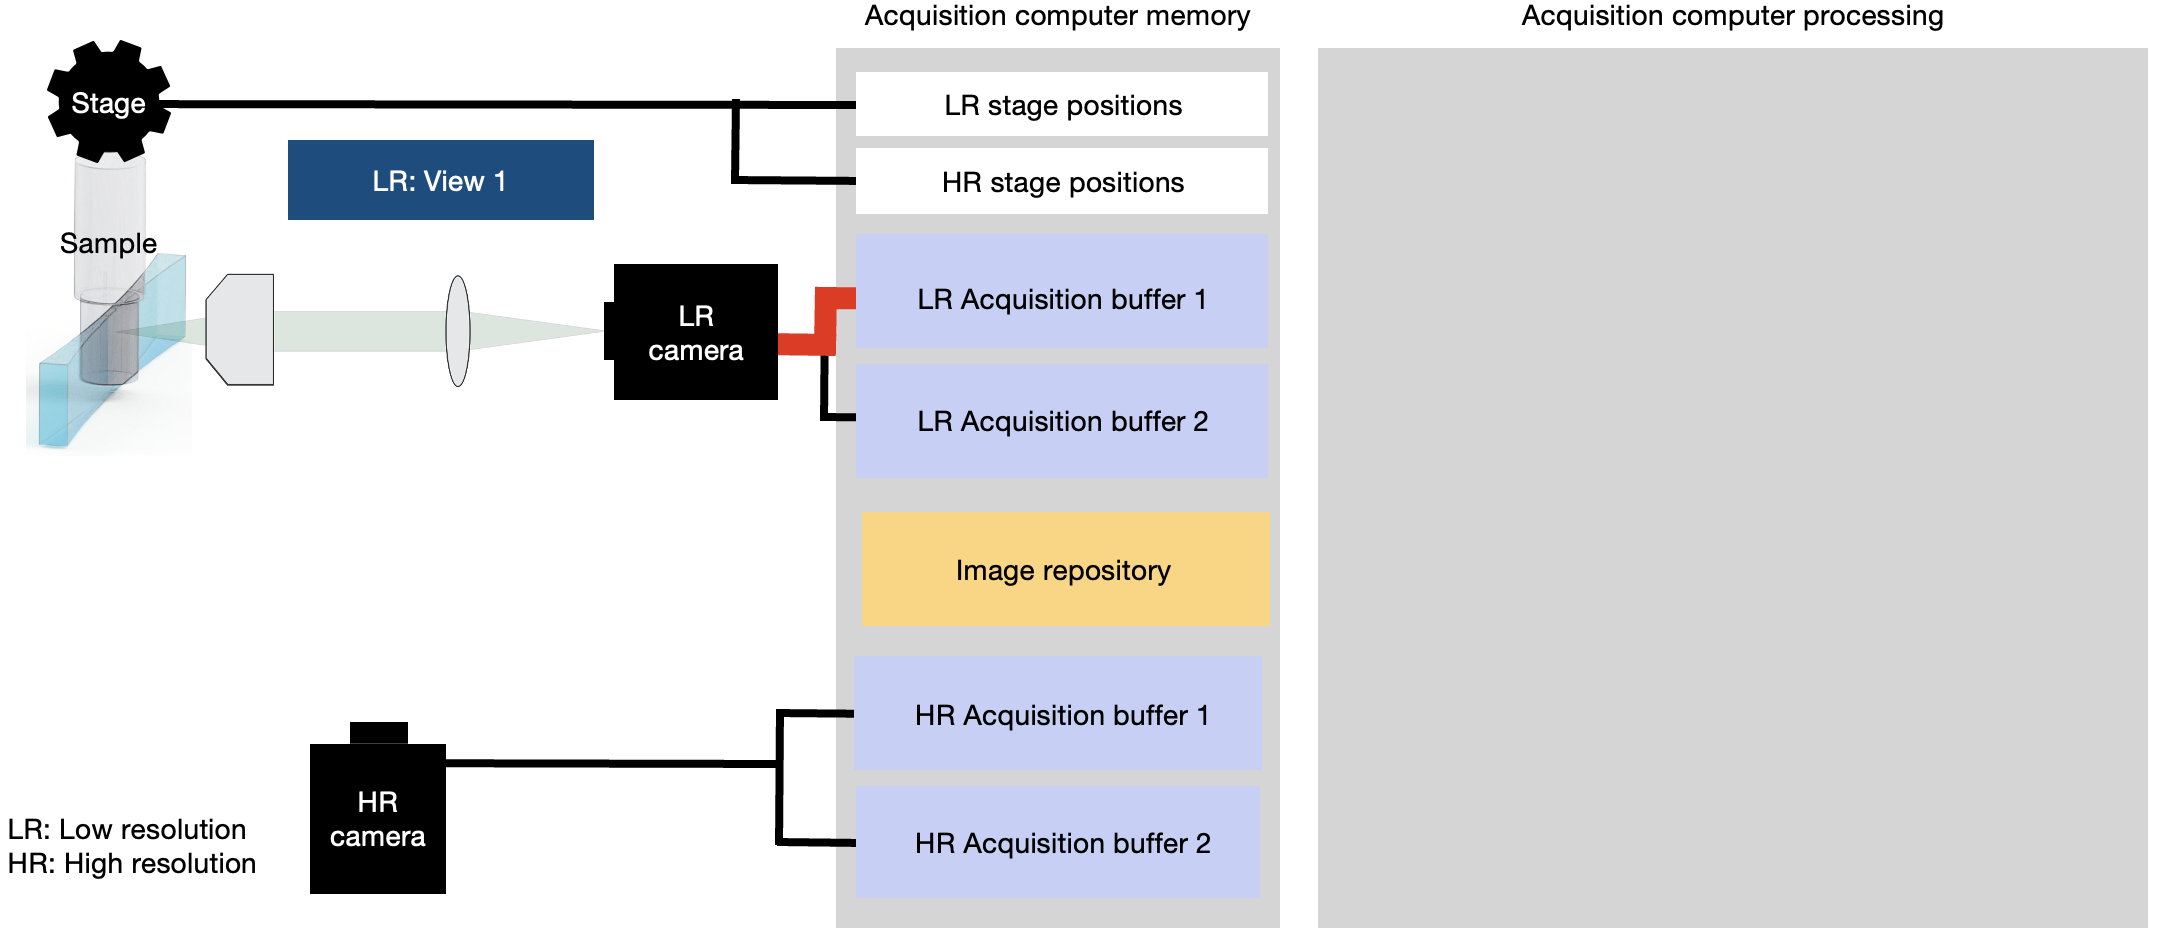 Acquisition computer memory
Acquisition computer processing
Stage
LR stage positions
LR: View 1
HR stage positions
Sample
LR Acquisition buffer 1
LR
camera
LR Acquisition buffer 2
Image repository
HR Acquisition buffer 1
HR
camera
HR Acquisition buffer 2
LR: Low resolution
HR: High resolution